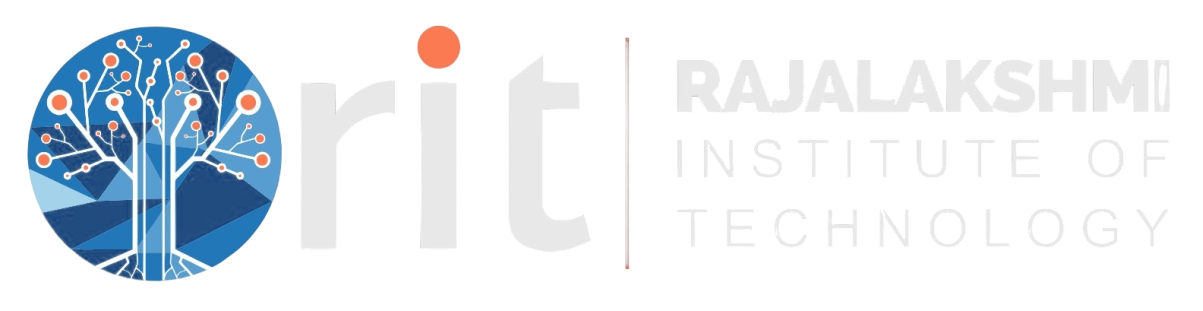 rit
RAJALAKSHMI
INSTITUTE OF
TECHNOLOGY